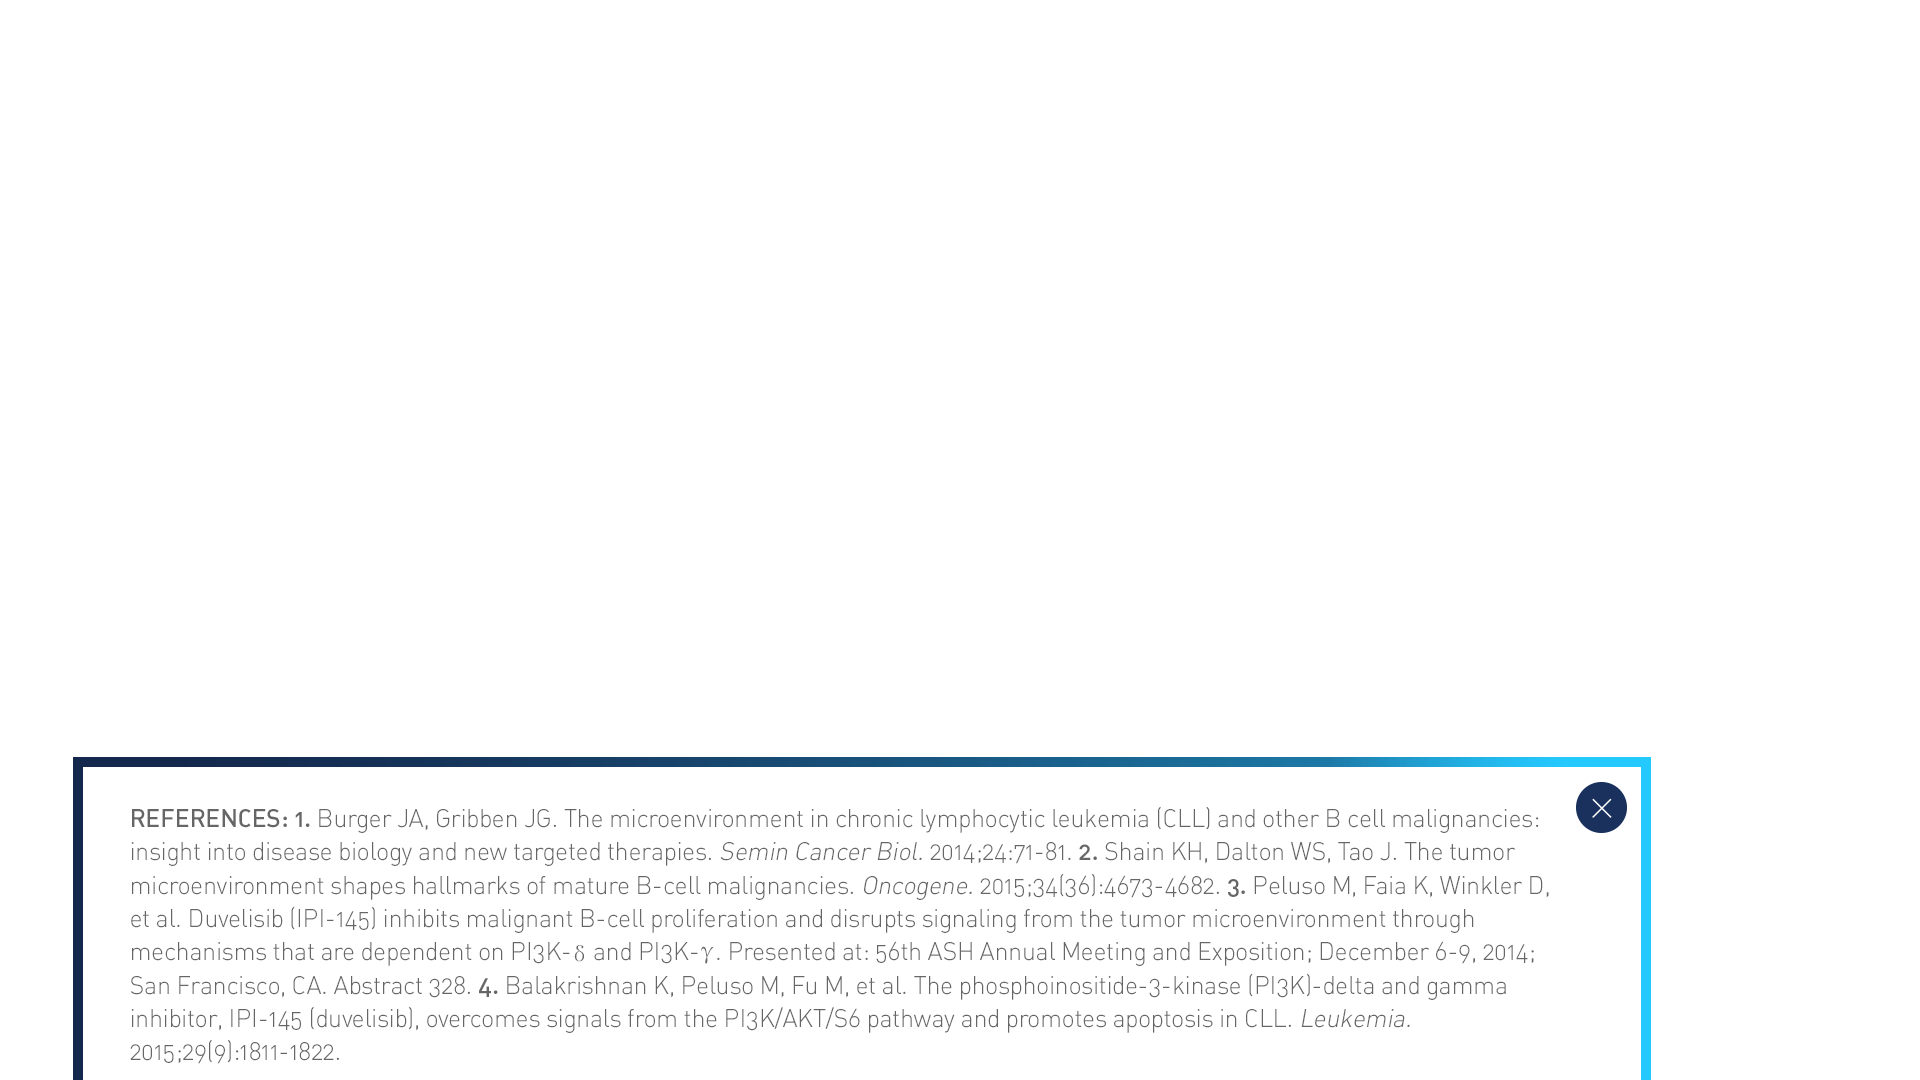 REFERENCES: 1. Burger JA, Gribben JG. The microenvironment in chronic lymphocytic leukemia (CLL) and other B cell malignancies:
insight into disease biology and new targeted therapies. Semin Cancer Biol. 2014;24:71-81. 2. Shain KH, Dalton WS, Tao J. The tumor
microenvironment shapes hallmarks of mature B-cell malignancies. Oncogene. 2015;34(36):4673-4682. 3. Peluso M, Faia K, Winkler D,
et al. Duvelisib (IPI-145) inhibits malignant B-cell proliferation and disrupts signaling from the tumor microenvironment through
mechanisms that are dependent on PI3K-δ and PI3K-γ. Presented at: 56th ASH Annual Meeting and Exposition; December 6-9, 2014;
San Francisco, CA. Abstract 328. 4. Balakrishnan K, Peluso M, Fu M, et al. The phosphoinositide-3-kinase (PI3K)-delta and gamma
inhibitor, IPI-145 (duvelisib), overcomes signals from the PI3K/AKT/S6 pathway and promotes apoptosis in CLL. Leukemia.
2015;29(9):1811-1822.